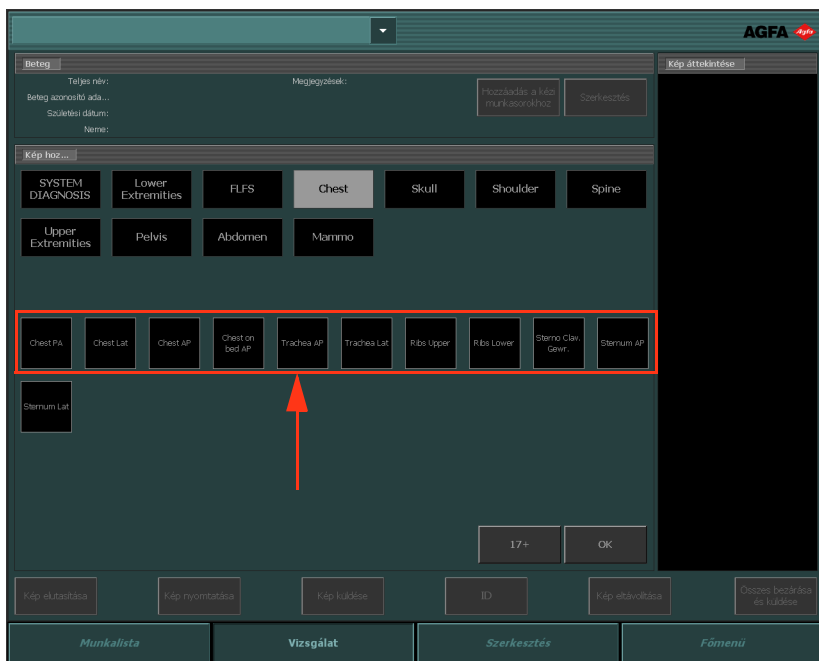 AGFA
Agfa
Beteg
Kép áttekintése
Teljes név:
Megjegyzések:
Beteg azonosító ada...
Születési dátum:
Neme:
Hozzáadás a kézi
munkasorokhoz
Szerkesztés
Kép hoz...
SYSTEM
DIAGNOSIS
Lower
Extremities
FLFS
Chest
Skull
Shoulder
Spine
Upper
Extremities
Pelvis
Abdomen
Mammo
Chest PA
Chest Lat
Chest AP
Chest on
bed AP
Trachea AP
Trachea Lat
Ribs Upper
Ribs Lower
Sterno Clav.
Gewr.
Sternum AP
Sternum Lat
17+
OK
Kép elutasítása
Kép nyomtatása
Kép küldése
ID
Kép eltávolítása
Összes bezárása
és küldése
Munkalista
Vizsgálat
Szerkesztés
Főmenü